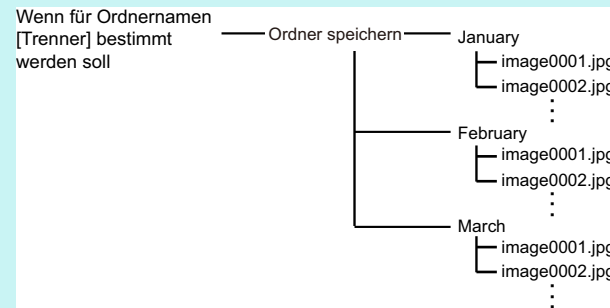 Wenn für Ordnernamen
[Trenner] bestimmt
werden soll
Ordner speichern
January
image0001.jpg
image0002.jpg
February
image0001.jpg
image0002.jpg
March
image0001.jpg
image0002.jpg